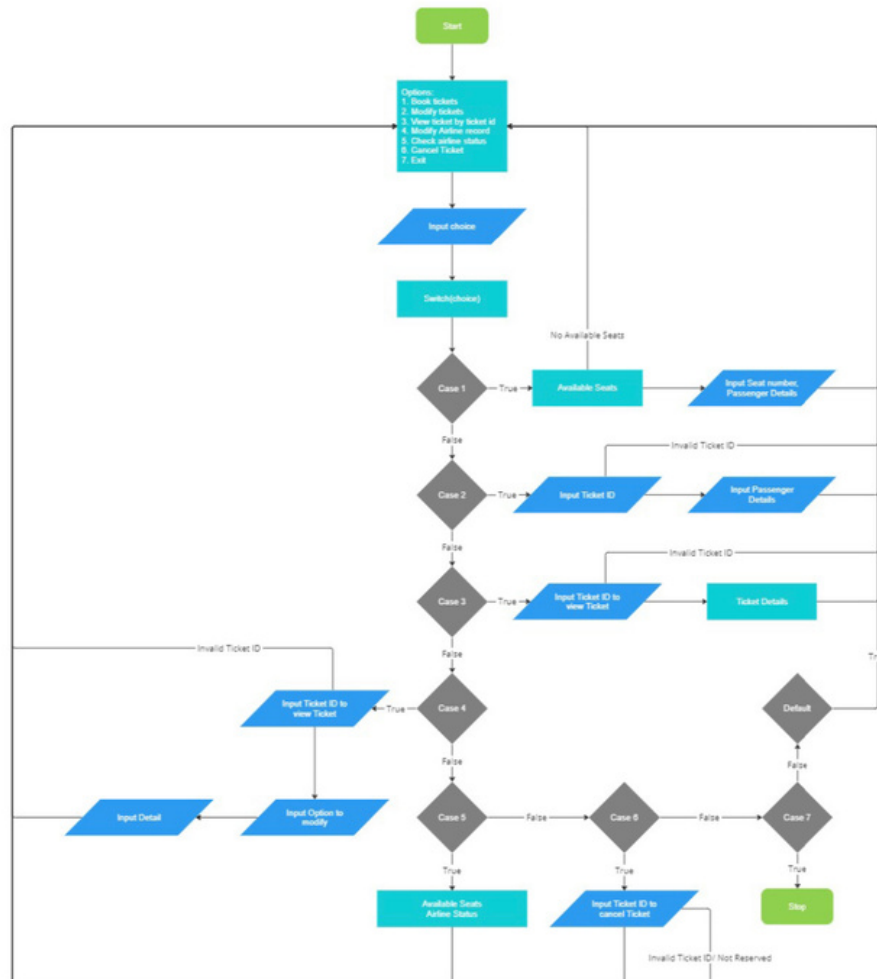 Start
Options:
1. Book tickets
2. Modify tickets
3. View ticket by ticket id
4. Modify Airline record
5. Check airline status
6. Cancel Ticket
7. Exit
Input choice
Switch(choice)
No Available Seats
Case 1
True
Available Seats
Input Seat number,
Passenger Details
False
Invalid Ticket ID
Case 2
True
Input Ticket ID
Input Passenger
Details
False
Invalid Ticket ID
Case 3
True
Input Ticket ID to
view Ticket
Ticket Details
False
Invalid Ticket ID
Tr
Input Ticket ID to
view Ticket
True
Case 4
Default
False
False
Input Detail
Input Option to
modify
Case 5
False
Case 6
False
Case 7
True
True
True
Available Seats
Airline Status
Input Ticket ID to
cancel Ticket
Stop
Invalid Ticket ID/ Not Reserved